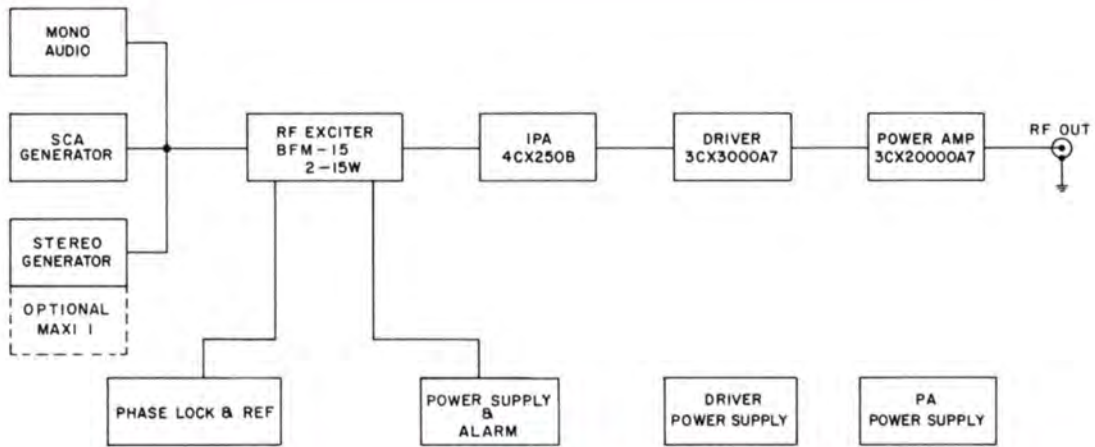 MONO
AUDIO
SCA
GENERATOR
STEREO
GENERATOR
OPTIONAL
MAXI 1
RF EXCITER
BFM-15
2-15W
IPA
4CX250B
DRIVER
3CX3000A7
POWER AMP
3CX20000A7
RF OUT
PHASE LOCK & REF
POWER SUPPLY
&
ALARM
DRIVER
POWER SUPPLY
PA
POWER SUPPLY